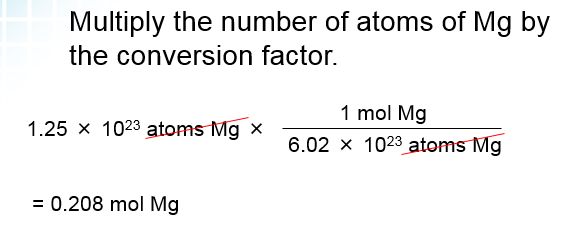 Multiply the number of atoms of Mg by
the conversion factor.
1.25 × 10²³ atoms Mg ×
1 mol Mg
6.02 × 10²³ atoms Mg
= 0.208 mol Mg